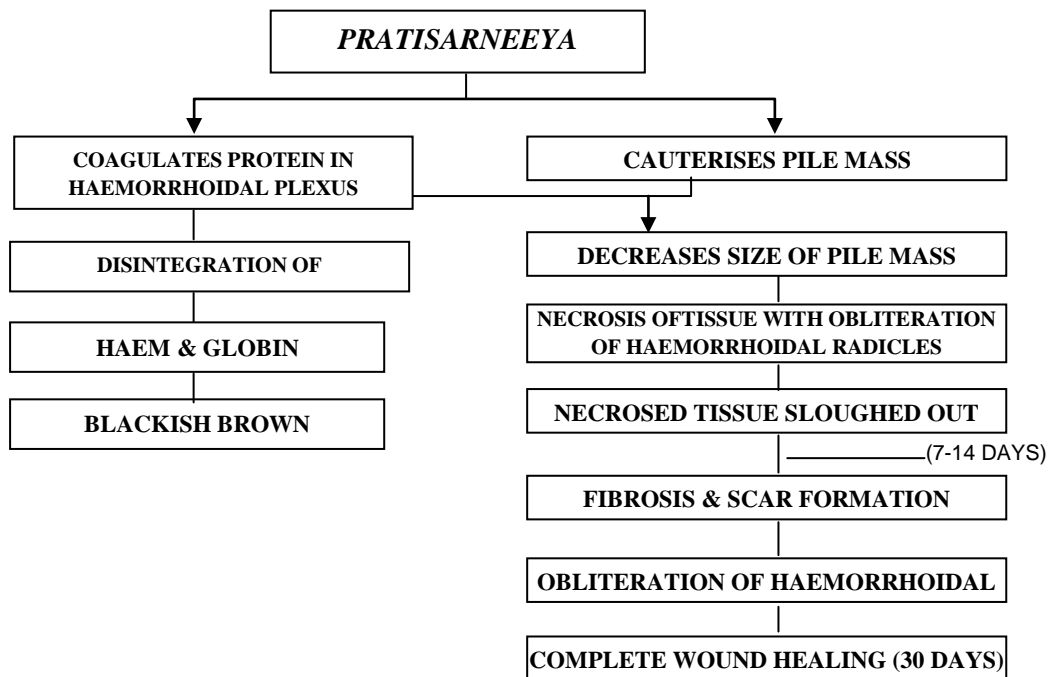 PRATISARNEEYA
COAGULATES PROTEIN IN
HAEMORRHOIDAL PLEXUS
CAUTERISES PILE MASS
DISINTEGRATION OF
HAEM & GLOBIN
BLACKISH BROWN
DECREASES SIZE OF PILE MASS
NECROSIS OFTISSUE WITH OBLITERATION
OF HAEMORRHOIDAL RADICLES
NECROSED TISSUE SLOUGHED OUT
(7-14 DAYS)
FIBROSIS & SCAR FORMATION
OBLITERATION OF HAEMORRHOIDAL
COMPLETE WOUND HEALING (30 DAYS)